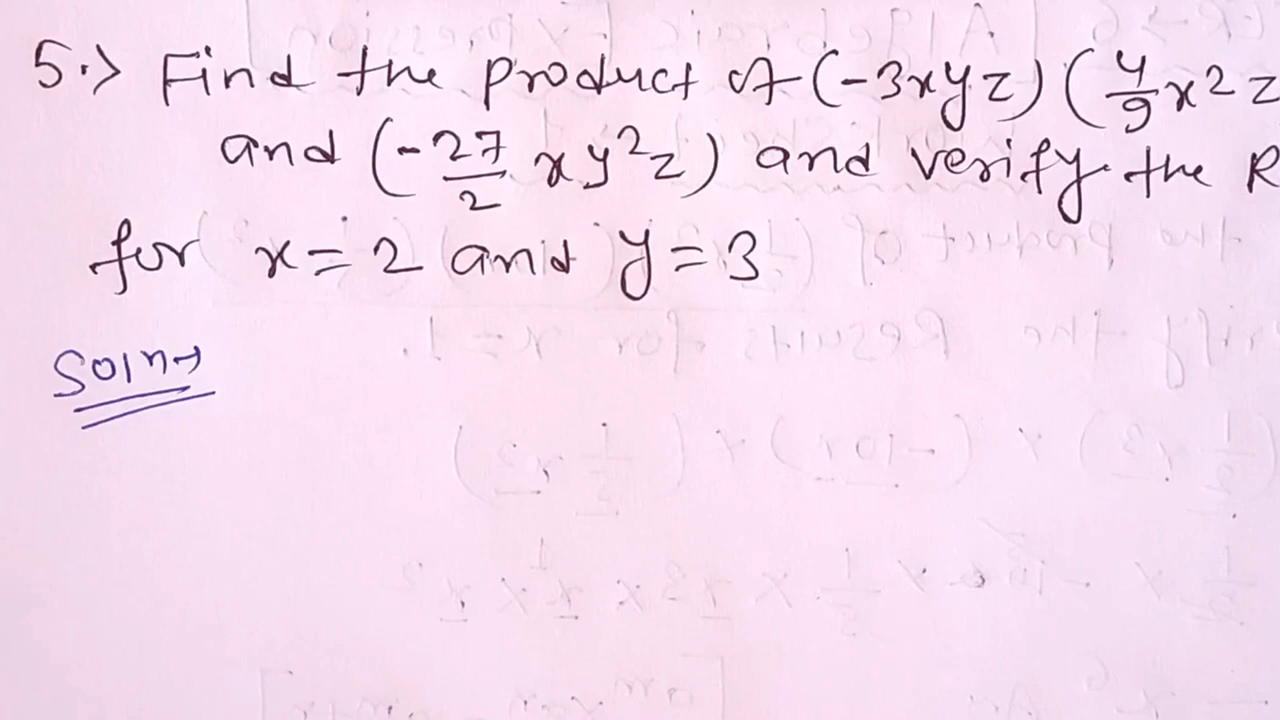 5.> Find the product of (-3xyz) (4/9 x² z
and (-27/2 xy²z) and verify the R
for x = 2 and y = 3
Soln→